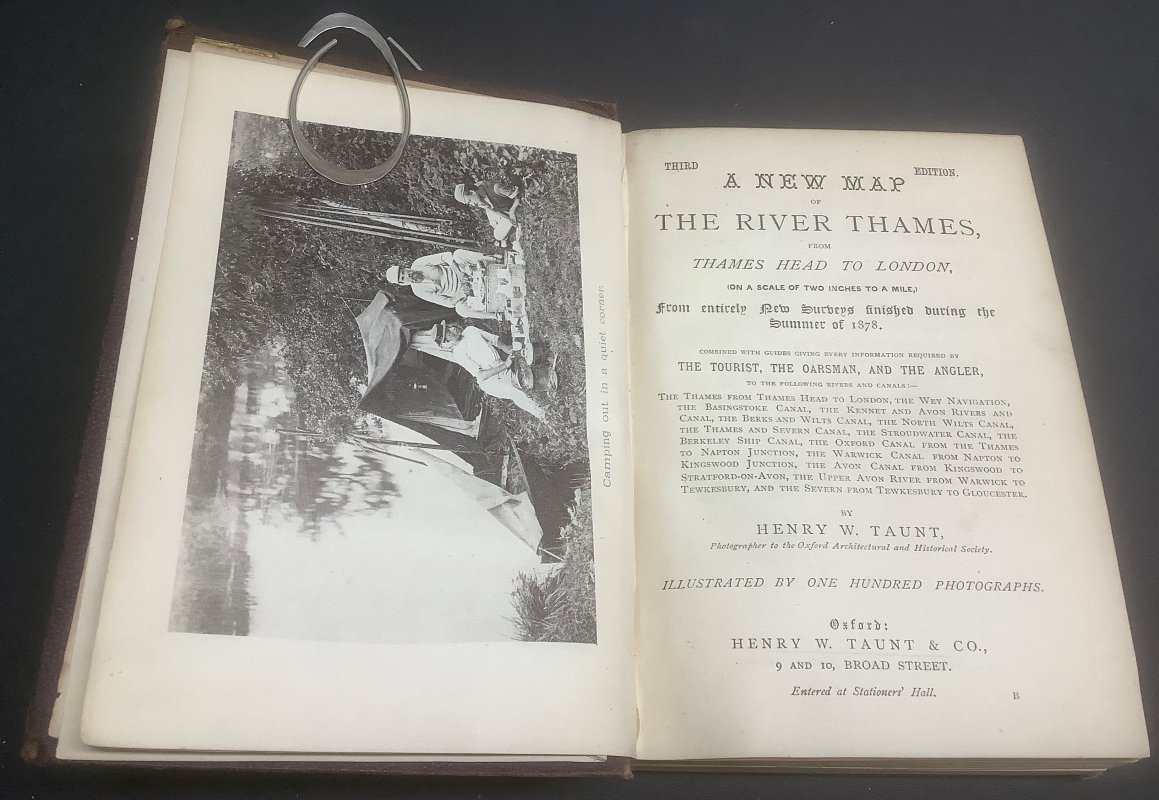 Camping out in a quiet corner.
THIRD EDITION.
A NEW MAP
OF
THE RIVER THAMES,
FROM
THAMES HEAD TO LONDON,
(ON A SCALE OF TWO INCHES TO A MILE,)
From entirely New Surveys finished during the
Summer of 1878.
COMBINED WITH GUIDES GIVING EVERY INFORMATION REQUIRED BY
THE TOURIST, THE OARSMAN, AND THE ANGLER,
TO THE FOLLOWING RIVERS AND CANALS:—
THE THAMES FROM THAMES HEAD TO LONDON, THE WEY NAVIGATION,
THE BASINGSTOKE CANAL, THE KENNET AND AVON RIVERS AND
CANAL, THE BERKS AND WILTS CANAL, THE NORTH WILTS CANAL,
THE THAMES AND SEVERN CANAL, THE STROUDWATER CANAL, THE
BERKELEY SHIP CANAL, THE OXFORD CANAL FROM THE THAMES
TO NAPTON JUNCTION, THE WARWICK CANAL FROM NAPTON TO
KINGSWOOD JUNCTION, THE AVON CANAL FROM KINGSWOOD TO
STRATFORD-ON-AVON, THE UPPER AVON RIVER FROM WARWICK TO
TEWKESBURY, AND THE SEVERN FROM TEWKESBURY TO GLOUCESTER.
BY
HENRY W. TAUNT,
Photographer to the Oxford Architectural and Historical Society.
ILLUSTRATED BY ONE HUNDRED PHOTOGRAPHS.
Oxford:
HENRY W. TAUNT & CO.,
9 AND 10, BROAD STREET.
Entered at Stationers' Hall.
B